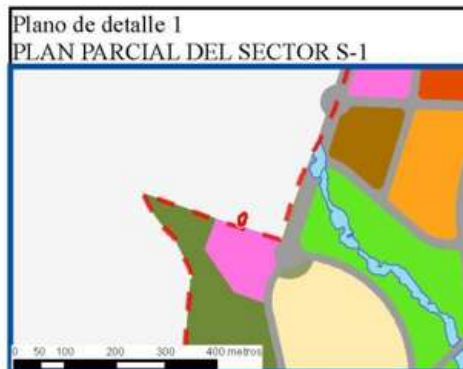 Plano de detalle 1
PLAN PARCIAL DEL SECTOR S-1
0 50 100 200 300 400 metros